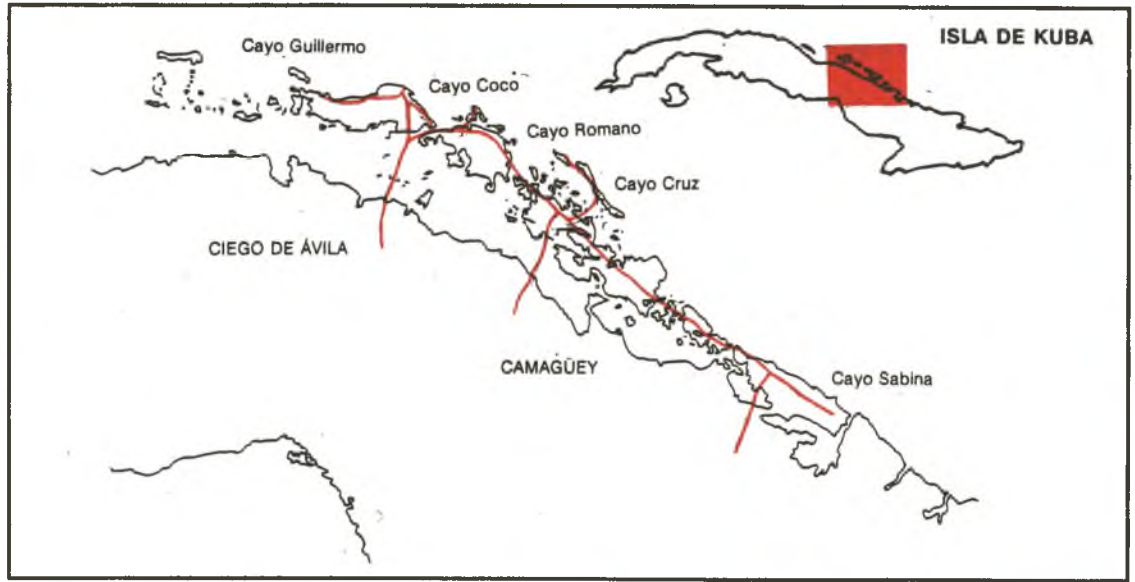 ISLA DE KUBA
Cayo Guillermo
Cayo Coco
Cayo Romano
Cayo Cruz
CIEGO DE ÁVILA
CAMAGÜEY
Cayo Sabina